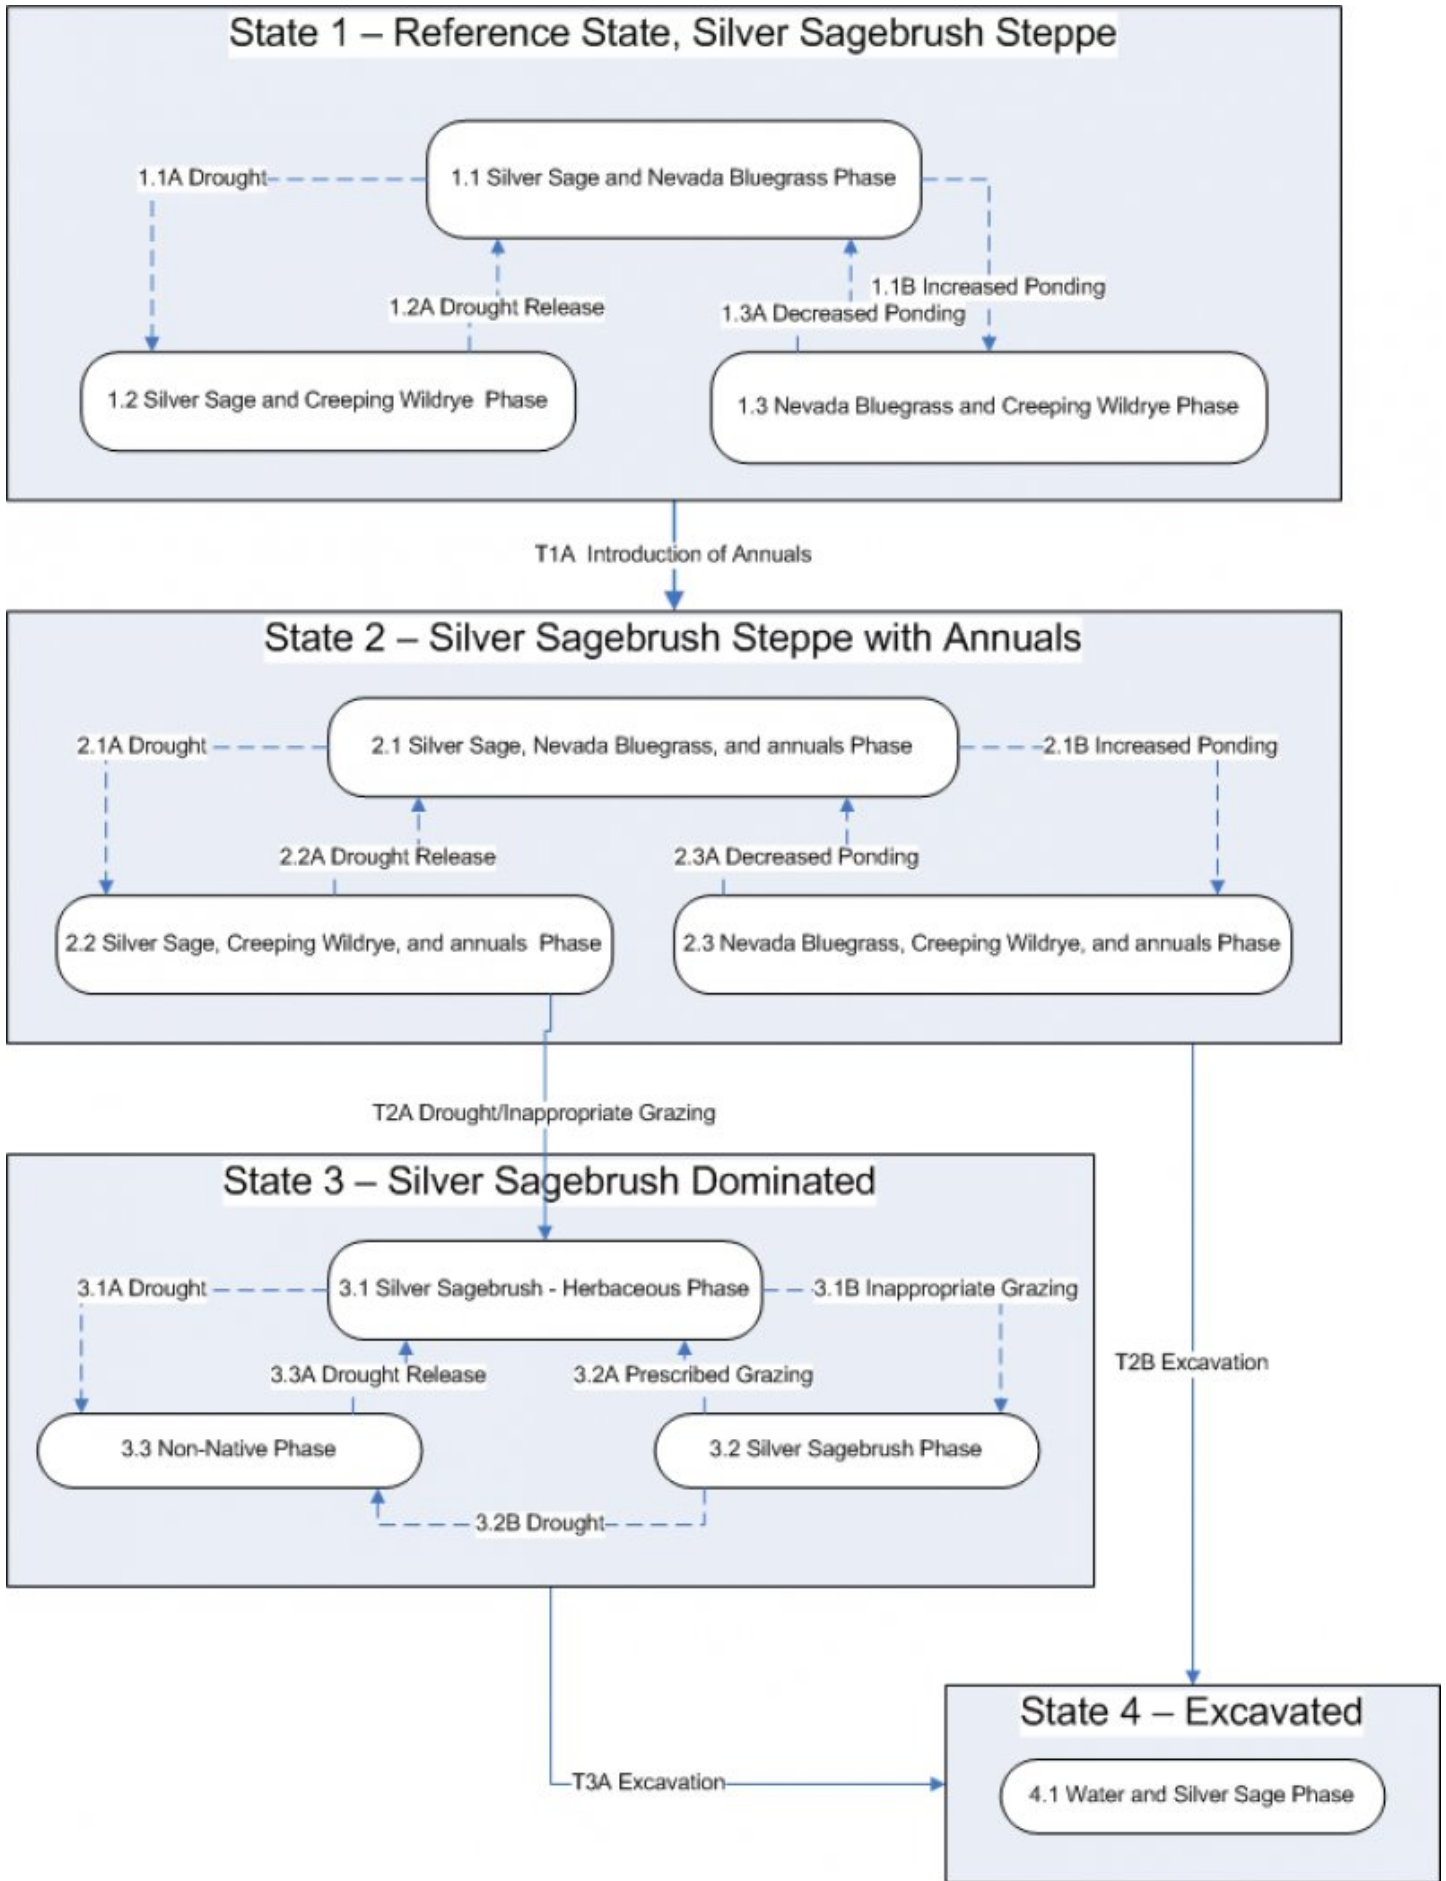 State 1 – Reference State, Silver Sagebrush Steppe
1.1 Silver Sage and Nevada Bluegrass Phase
1.1A Drought
1.1B Increased Ponding
1.2A Drought Release
1.3A Decreased Ponding
1.2 Silver Sage and Creeping Wildrye Phase
1.3 Nevada Bluegrass and Creeping Wildrye Phase
T1A Introduction of Annuals
State 2 – Silver Sagebrush Steppe with Annuals
2.1A Drought
2.1 Silver Sage, Nevada Bluegrass, and annuals Phase
2.1B Increased Ponding
2.2A Drought Release
2.3A Decreased Ponding
2.2 Silver Sage, Creeping Wildrye, and annuals Phase
2.3 Nevada Bluegrass, Creeping Wildrye, and annuals Phase
T2A Drought/Inappropriate Grazing
State 3 – Silver Sagebrush Dominated
3.1A Drought
3.1 Silver Sagebrush - Herbaceous Phase
3.1B Inappropriate Grazing
3.3A Drought Release
3.2A Prescribed Grazing
3.3 Non-Native Phase
3.2 Silver Sagebrush Phase
3.2B Drought
T2B Excavation
T3A Excavation
State 4 – Excavated
4.1 Water and Silver Sage Phase